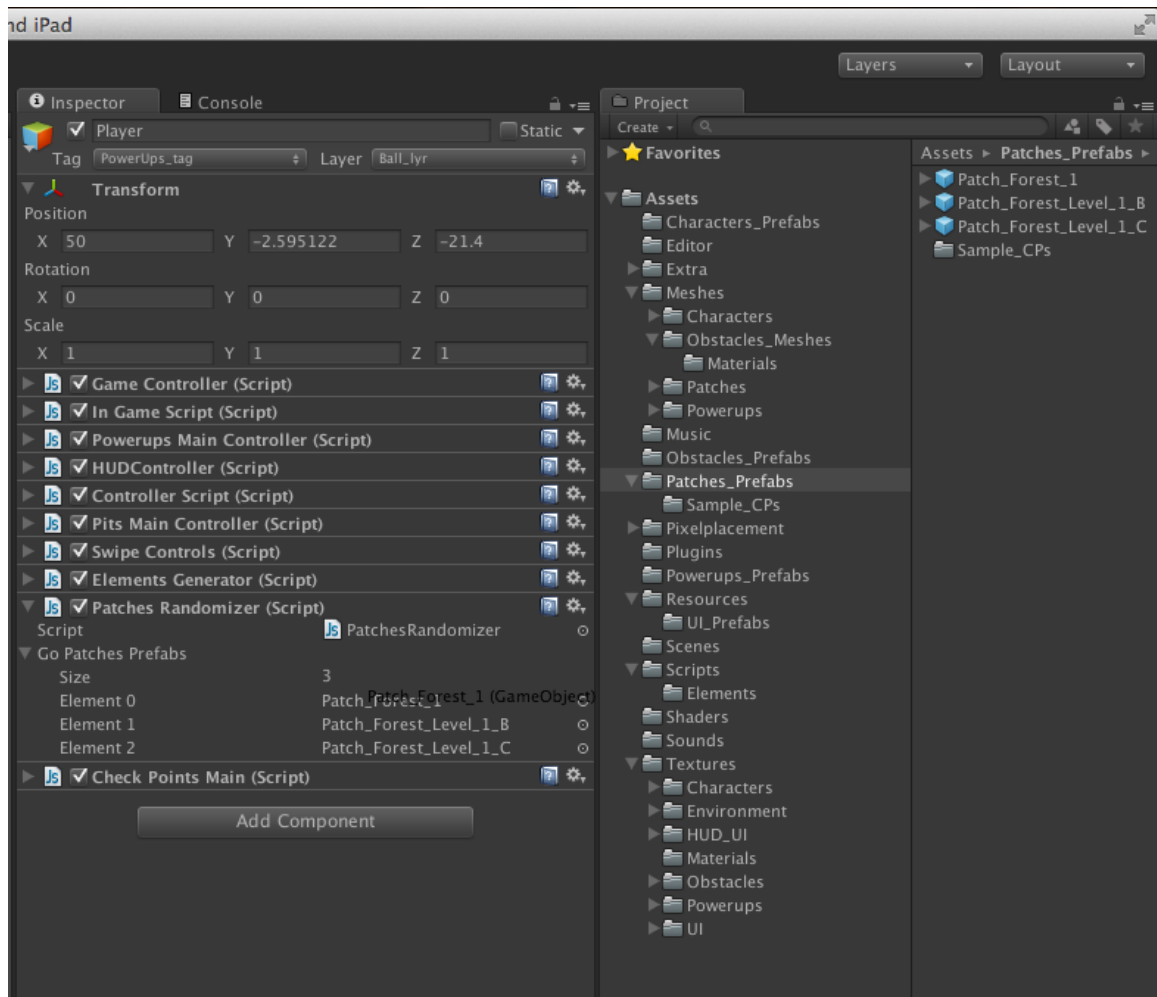 nd iPad
Layers Layout
Inspector Console
Player Static
Tag PowerUps_tag Layer Ball_lyr
Transform
Position
X 50 Y -2.595122 Z -21.4
Rotation
X 0 Y 0 Z 0
Scale
X 1 Y 1 Z 1
Game Controller (Script)
In Game Script (Script)
Powerups Main Controller (Script)
HUDController (Script)
Controller Script (Script)
Pits Main Controller (Script)
Swipe Controls (Script)
Elements Generator (Script)
Patches Randomizer (Script)
Script PatchesRandomizer
Go Patches Prefabs
Size 3
Patch_Forest_1 (GameObject)
Element 0 Patch_Forest_1
Element 1 Patch_Forest_Level_1_B
Element 2 Patch_Forest_Level_1_C
Check Points Main (Script)
Add Component
Project
Create
Favorites
Assets
Characters_Prefabs
Editor
Extra
Meshes
Characters
Obstacles_Meshes
Materials
Patches
Powerups
Music
Obstacles_Prefabs
Patches_Prefabs
Sample_CPs
Pixelplacement
Plugins
Powerups_Prefabs
Resources
UI_Prefabs
Scenes
Scripts
Elements
Shaders
Sounds
Textures
Characters
Environment
HUD_UI
Materials
Obstacles
Powerups
UI
Assets Patches_Prefabs
Patch_Forest_1
Patch_Forest_Level_1_B
Patch_Forest_Level_1_C
Sample_CPs